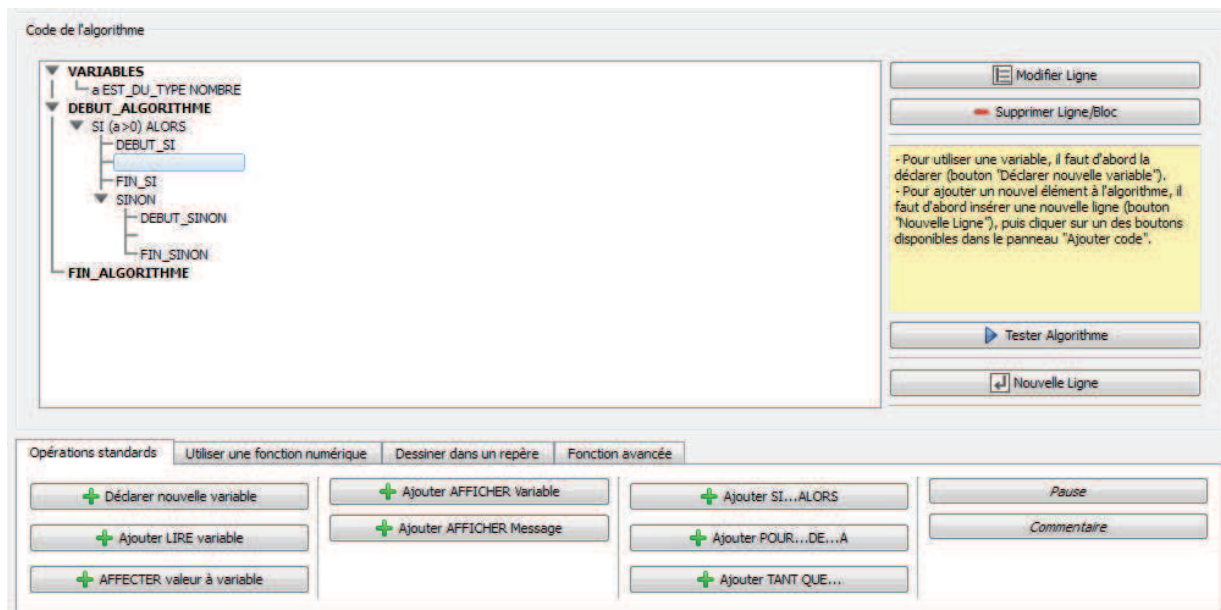 Code de l'algorithme
VARIABLES
a EST_DU_TYPE NOMBRE
DEBUT_ALGORITHME
SI (a>0) ALORS
DEBUT_SI
FIN_SI
SINON
DEBUT_SINON
FIN_SINON
FIN_ALGORITHME
Modifier Ligne
Supprimer Ligne/Bloc
- Pour utiliser une variable, il faut d'abord la
déclarer (bouton "Déclarer nouvelle variable").
- Pour ajouter un nouvel élément à l'algorithme, il
faut d'abord insérer une nouvelle ligne (bouton
"Nouvelle Ligne"), puis cliquer sur un des boutons
disponibles dans le panneau "Ajouter code".
Tester Algorithme
Nouvelle Ligne
Opérations standards
Utiliser une fonction numérique
Dessiner dans un repère
Fonction avancée
Déclarer nouvelle variable
Ajouter LIRE variable
AFFECTER valeur à variable
Ajouter AFFICHER Variable
Ajouter AFFICHER Message
Ajouter SI...ALORS
Ajouter POUR...DE...A
Ajouter TANT QUE...
Pause
Commentaire